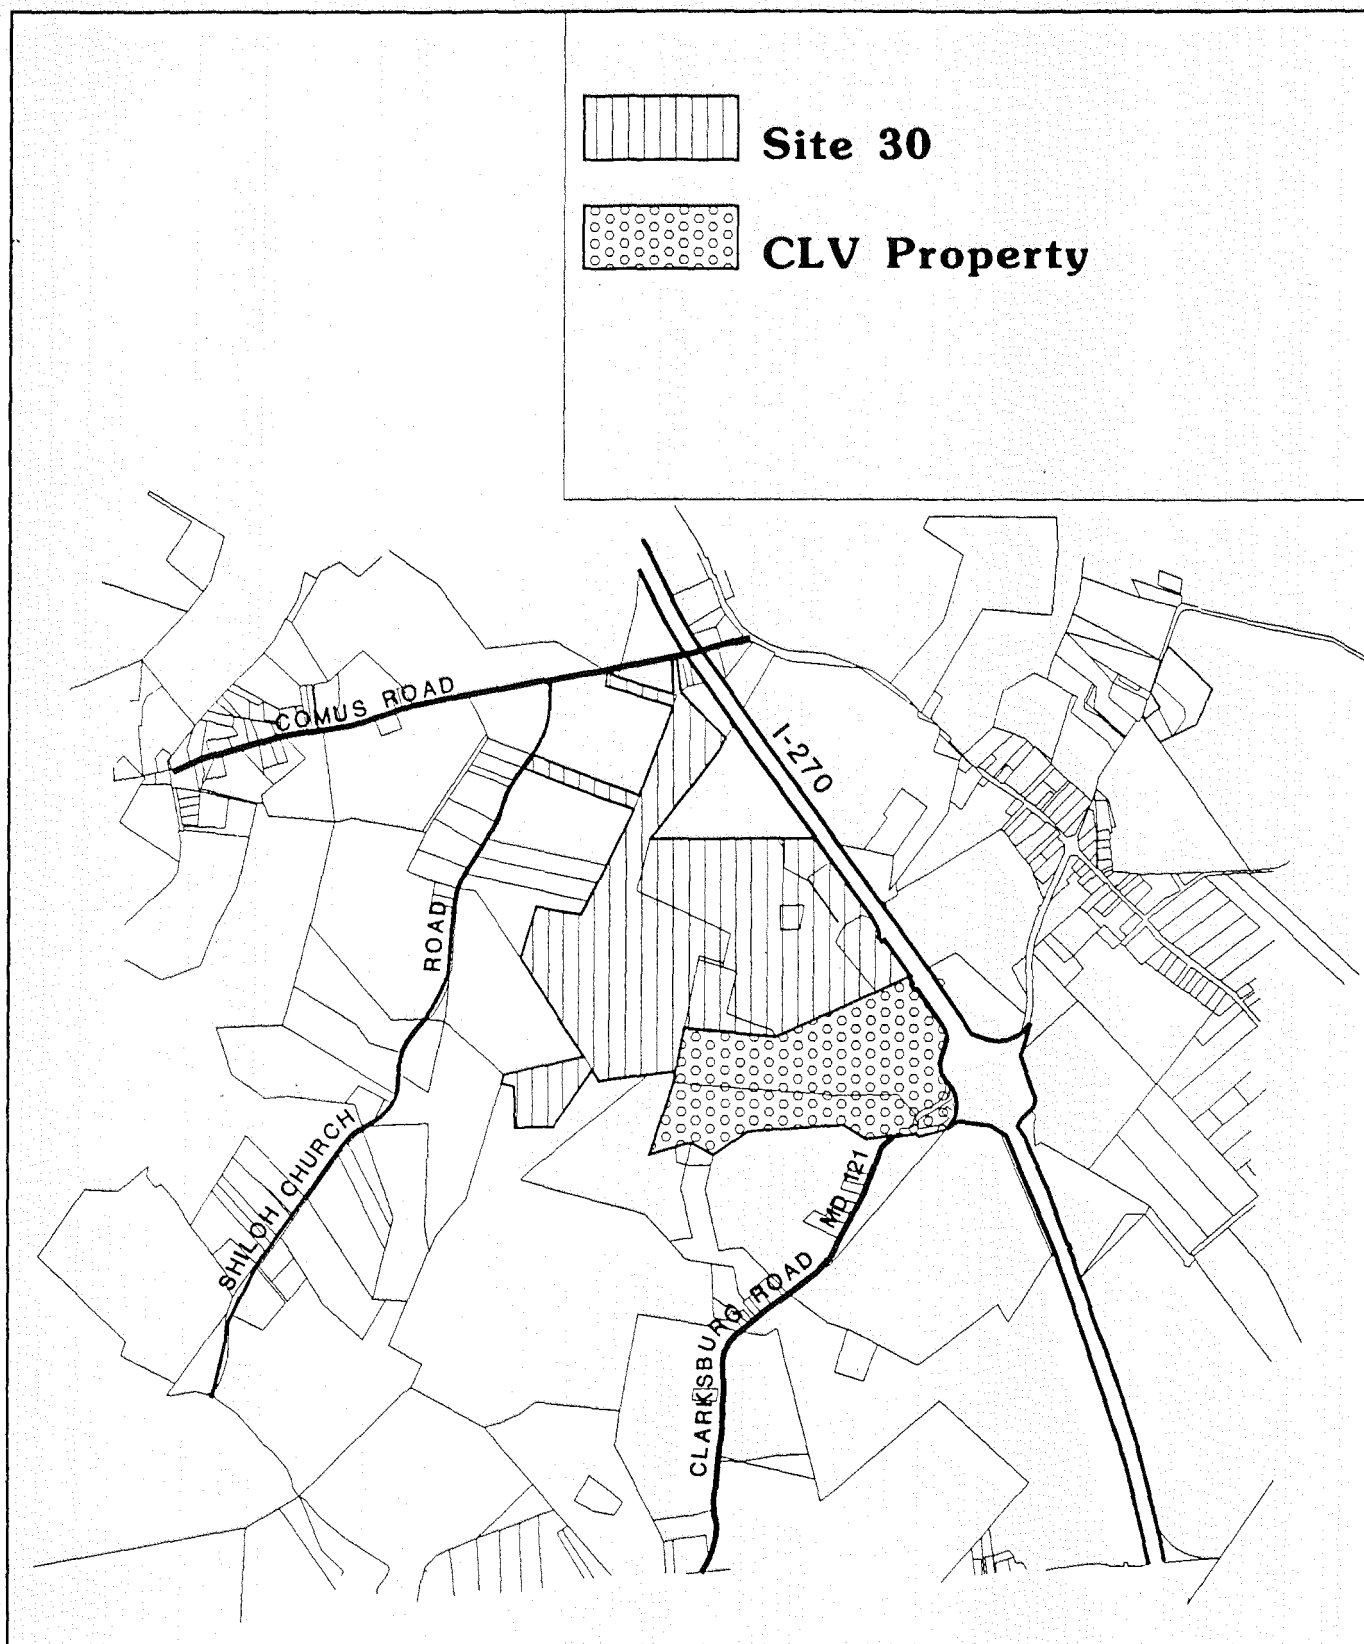 Site 30
CLV Property
COMUS ROAD
I-270
ROAD
SHILOH CHURCH
MD 121
CLARKSBURG ROAD